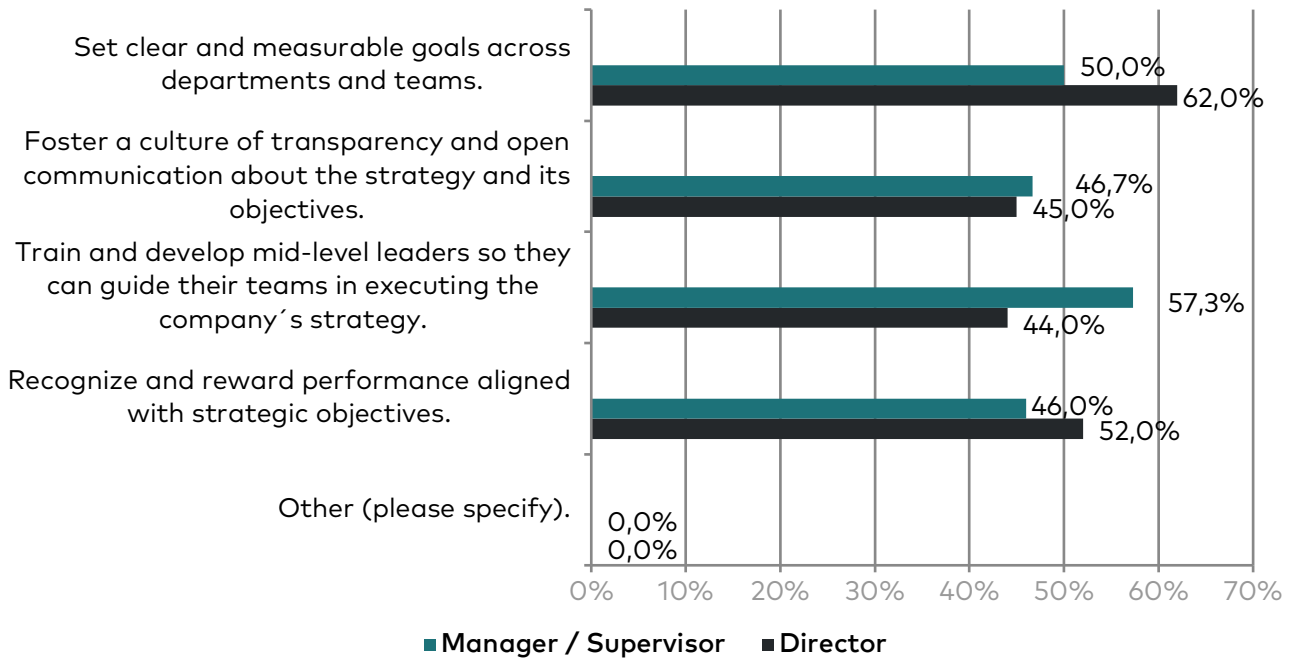 Set clear and measurable goals across
departments and teams.
50,0%
62,0%
Foster a culture of transparency and open
communication about the strategy and its
objectives.
46,7%
45,0%
Train and develop mid-level leaders so they
can guide their teams in executing the
company´s strategy.
57,3%
44,0%
Recognize and reward performance aligned
with strategic objectives.
46,0%
52,0%
Other (please specify).
0,0%
0,0%
0% 10% 20% 30% 40% 50% 60% 70%
Manager / Supervisor Director